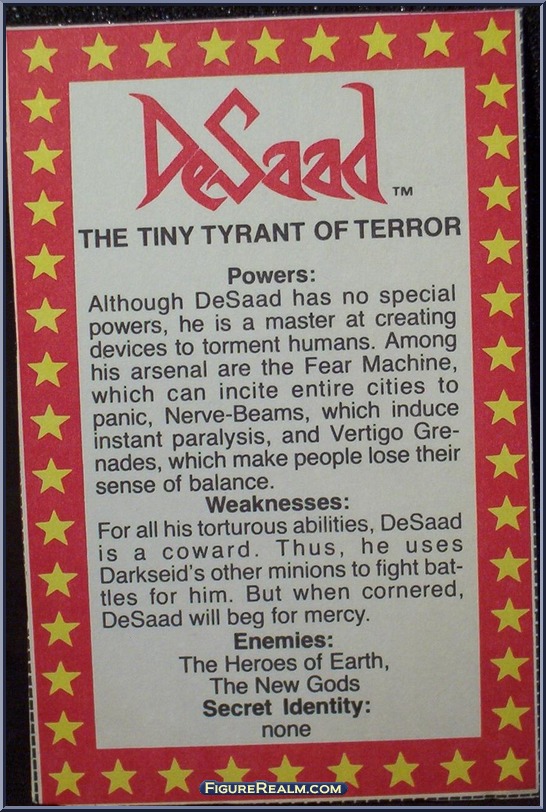 DeSaad ™
THE TINY TYRANT OF TERROR
Powers:
Although DeSaad has no special
powers, he is a master at creating
devices to torment humans. Among
his arsenal are the Fear Machine,
which can incite entire cities to
panic, Nerve-Beams, which induce
instant paralysis, and Vertigo Gre-
nades, which make people lose their
sense of balance.
Weaknesses:
For all his torturous abilities, DeSaad
is a coward. Thus, he uses
Darkseid's other minions to fight bat-
tles for him. But when cornered,
DeSaad will beg for mercy.
Enemies:
The Heroes of Earth,
The New Gods
Secret Identity:
none
FIGUREREALM.COM